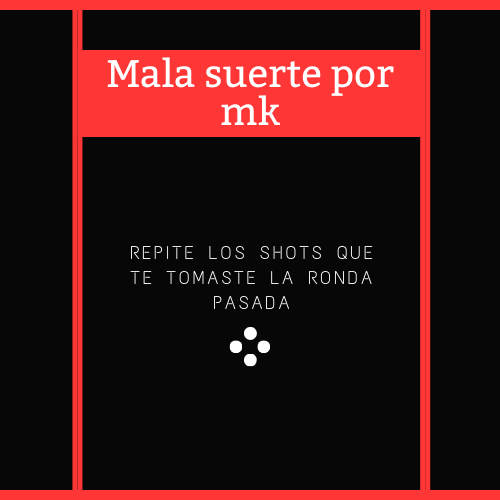 Mala suerte por
mk
REPITE LOS SHOTS QUE
TE TOMASTE LA RONDA
PASADA